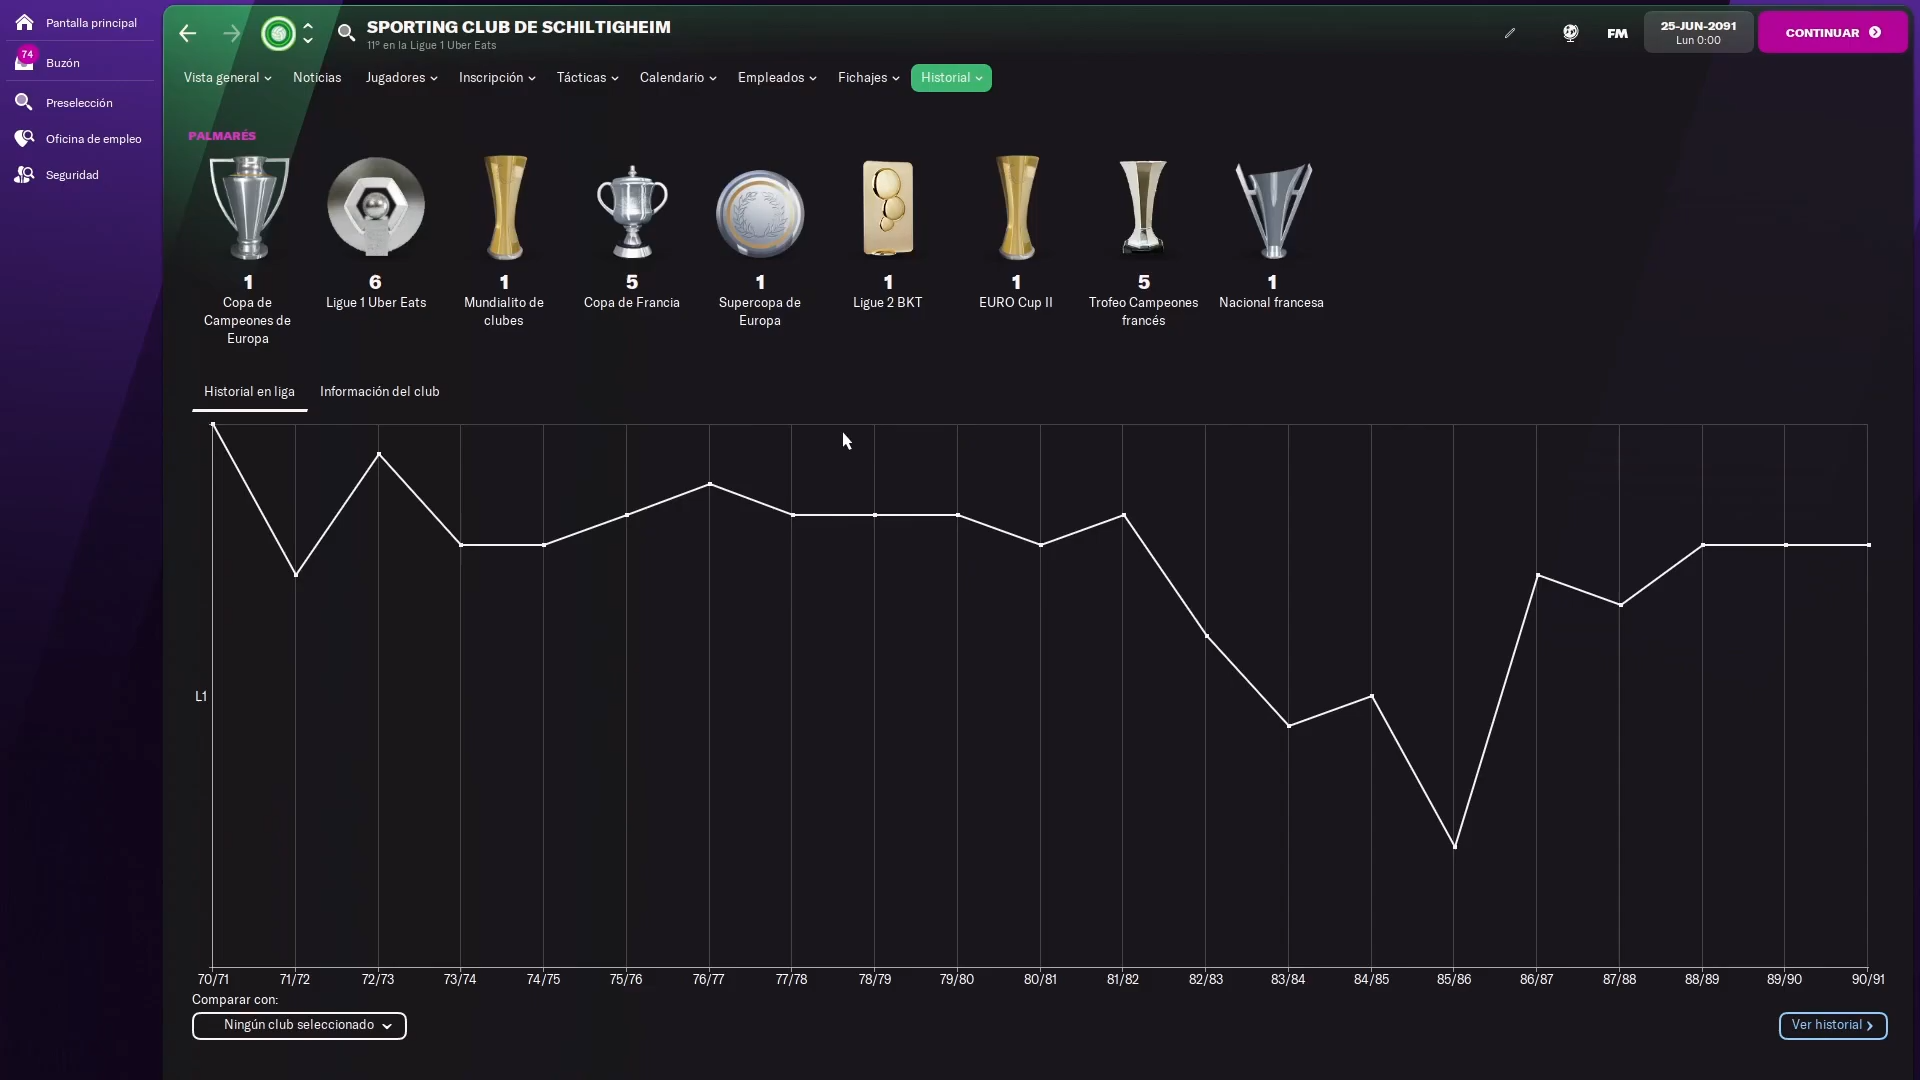 Pantalla principal
74
Buzón
Preselección
Oficina de empleo
Seguridad
SPORTING CLUB DE SCHILTIGHEIM
11º en la Ligue 1 Uber Eats
FM
25-JUN-2091
Lun 0:00
CONTINUAR
Vista general
Noticias
Jugadores
Inscripción
Tácticas
Calendario
Empleados
Fichajes
Historial
PALMARÉS
1
Copa de
Campeones de
Europa
6
Ligue 1 Uber Eats
1
Mundialito de
clubes
5
Copa de Francia
1
Supercopa de
Europa
1
Ligue 2 BKT
1
EURO Cup II
5
Trofeo Campeones
francés
1
Nacional francesa
Historial en liga
Información del club
L1
70/71 71/72 72/73 73/74 74/75 75/76 76/77 77/78 78/79 79/80 80/81 81/82 82/83 83/84 84/85 85/86 86/87 87/88 88/89 89/90 90/91
Comparar con:
Ningún club seleccionado
Ver historial